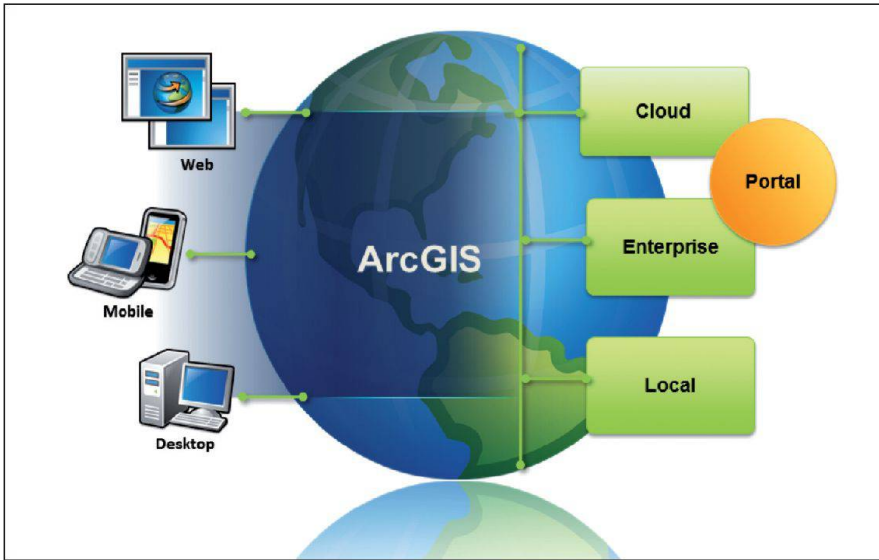 Web
Mobile
Desktop
ArcGIS
Cloud
Portal
Enterprise
Local